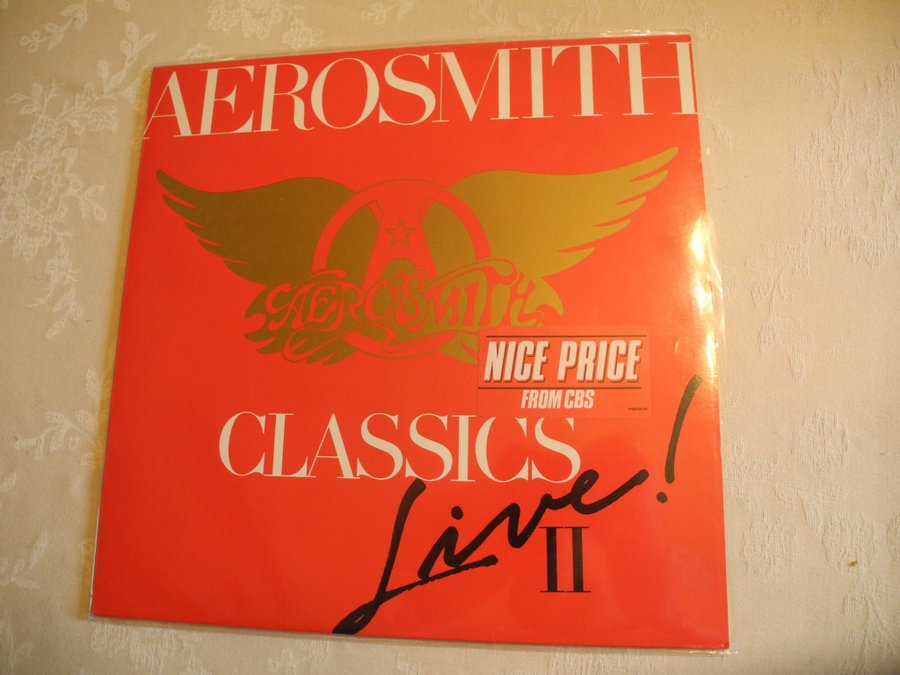 AEROSMITH
A
AEROSMITH
NICE PRICE
FROM CBS
CLASSICS
Live!
II